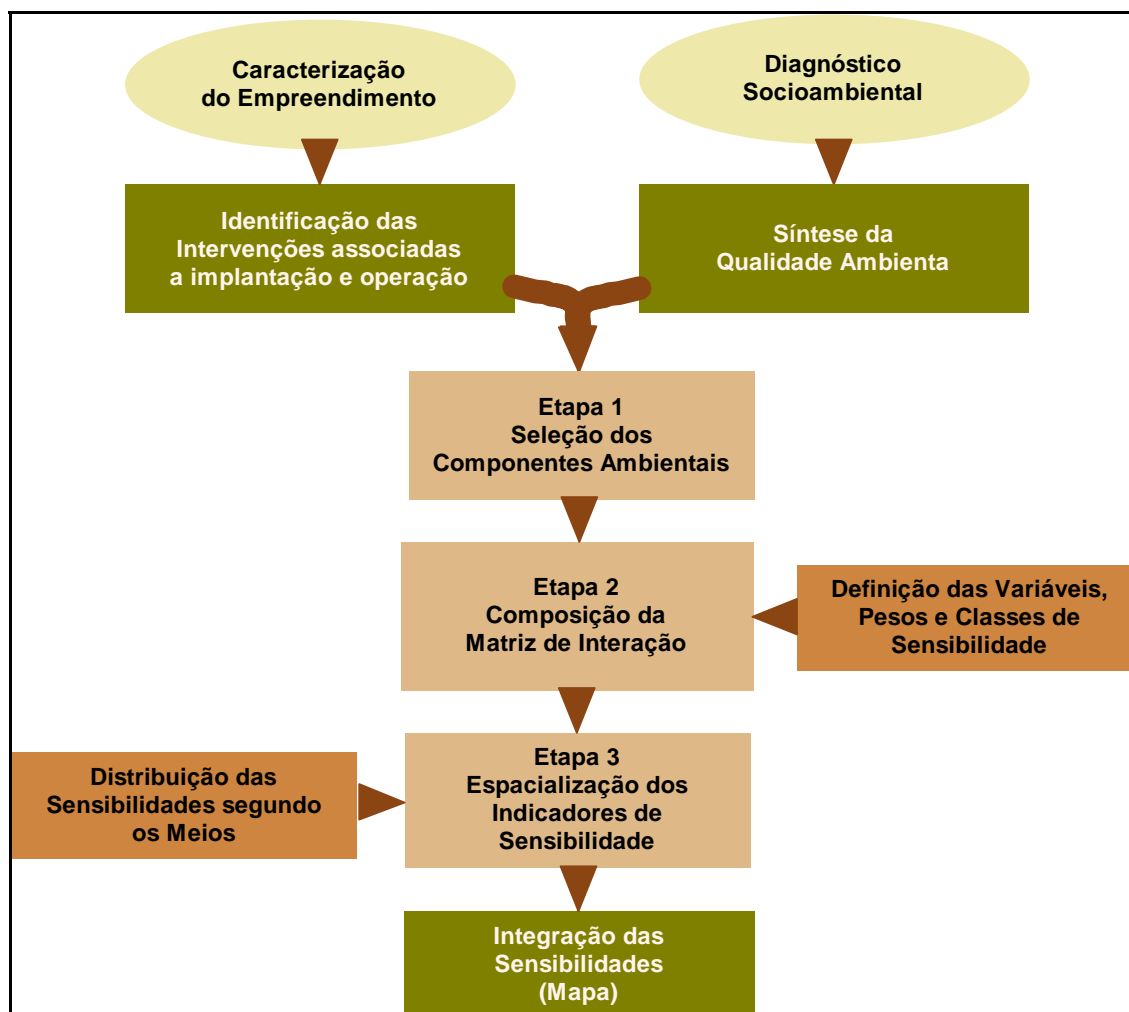 Caracterização
do Empreendimento
Diagnóstico
Socioambiental
Identificação das
Intervenções associadas
a implantação e operação
Síntese da
Qualidade Ambienta
Etapa 1
Seleção dos
Componentes Ambientais
Etapa 2
Composição da
Matriz de Interação
Definição das Variáveis,
Pesos e Classes de
Sensibilidade
Distribuição das
Sensibilidades segundo
os Meios
Etapa 3
Espacialização dos
Indicadores de
Sensibilidade
Integração das
Sensibilidades
(Mapa)